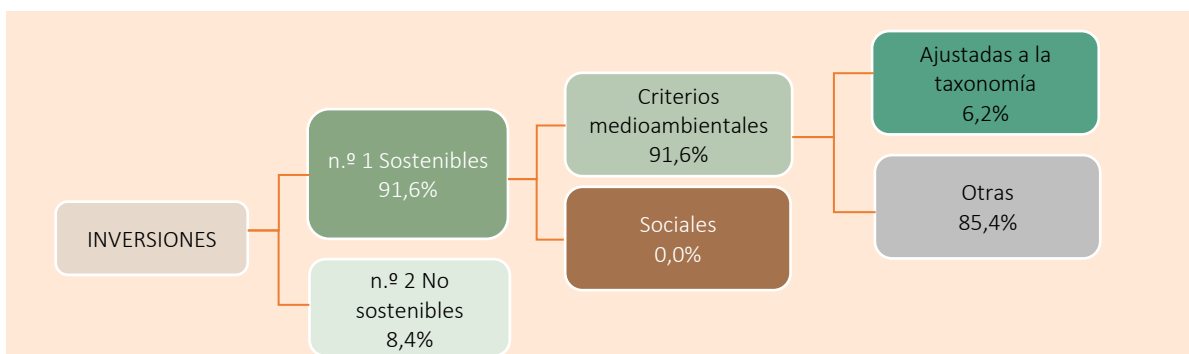 INVERSIONES
n.º 1 Sostenibles
91,6%
n.º 2 No
sostenibles
8,4%
Criterios
medioambientales
91,6%
Sociales
0,0%
Ajustadas a la
taxonomía
6,2%
Otras
85,4%